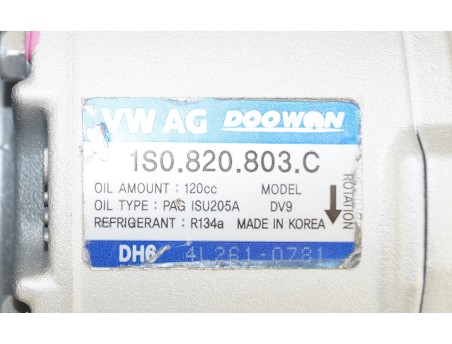 VW AG DOOWON
1S0.820.803.C
OIL AMOUNT : 120cc MODEL
OIL TYPE : PAG ISU205A DV9
REFRIGERANT : R134a MADE IN KOREA
ROTATION
DH6 4L261-0781